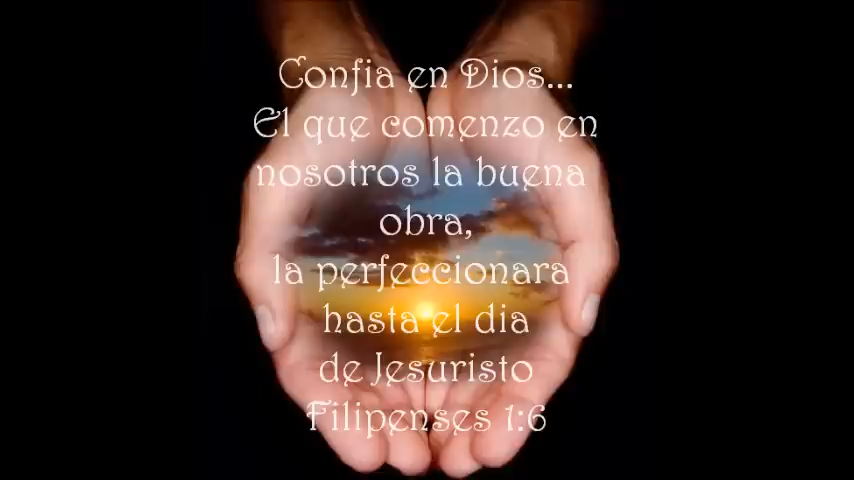 Confia en Dios...
El que comenzo en
nosotros la buena
obra,
la perfeccionara
hasta el dia
de Jesuristo
Filipenses 1:6